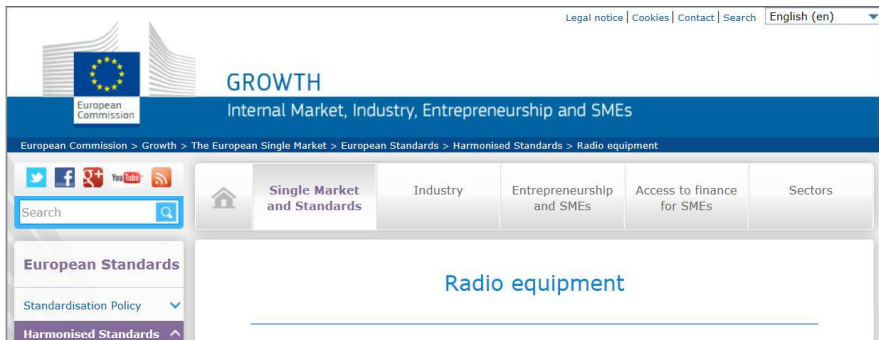 Legal notice | Cookies | Contact | Search English (en)
European
Commission
GROWTH
Internal Market, Industry, Entrepreneurship and SMEs
European Commission > Growth > The European Single Market > European Standards > Harmonised Standards > Radio equipment
You Tube
Search
Single Market
and Standards
Industry
Entrepreneurship
and SMEs
Access to finance
for SMEs
Sectors
European Standards
Standardisation Policy
Harmonised Standards
Radio equipment